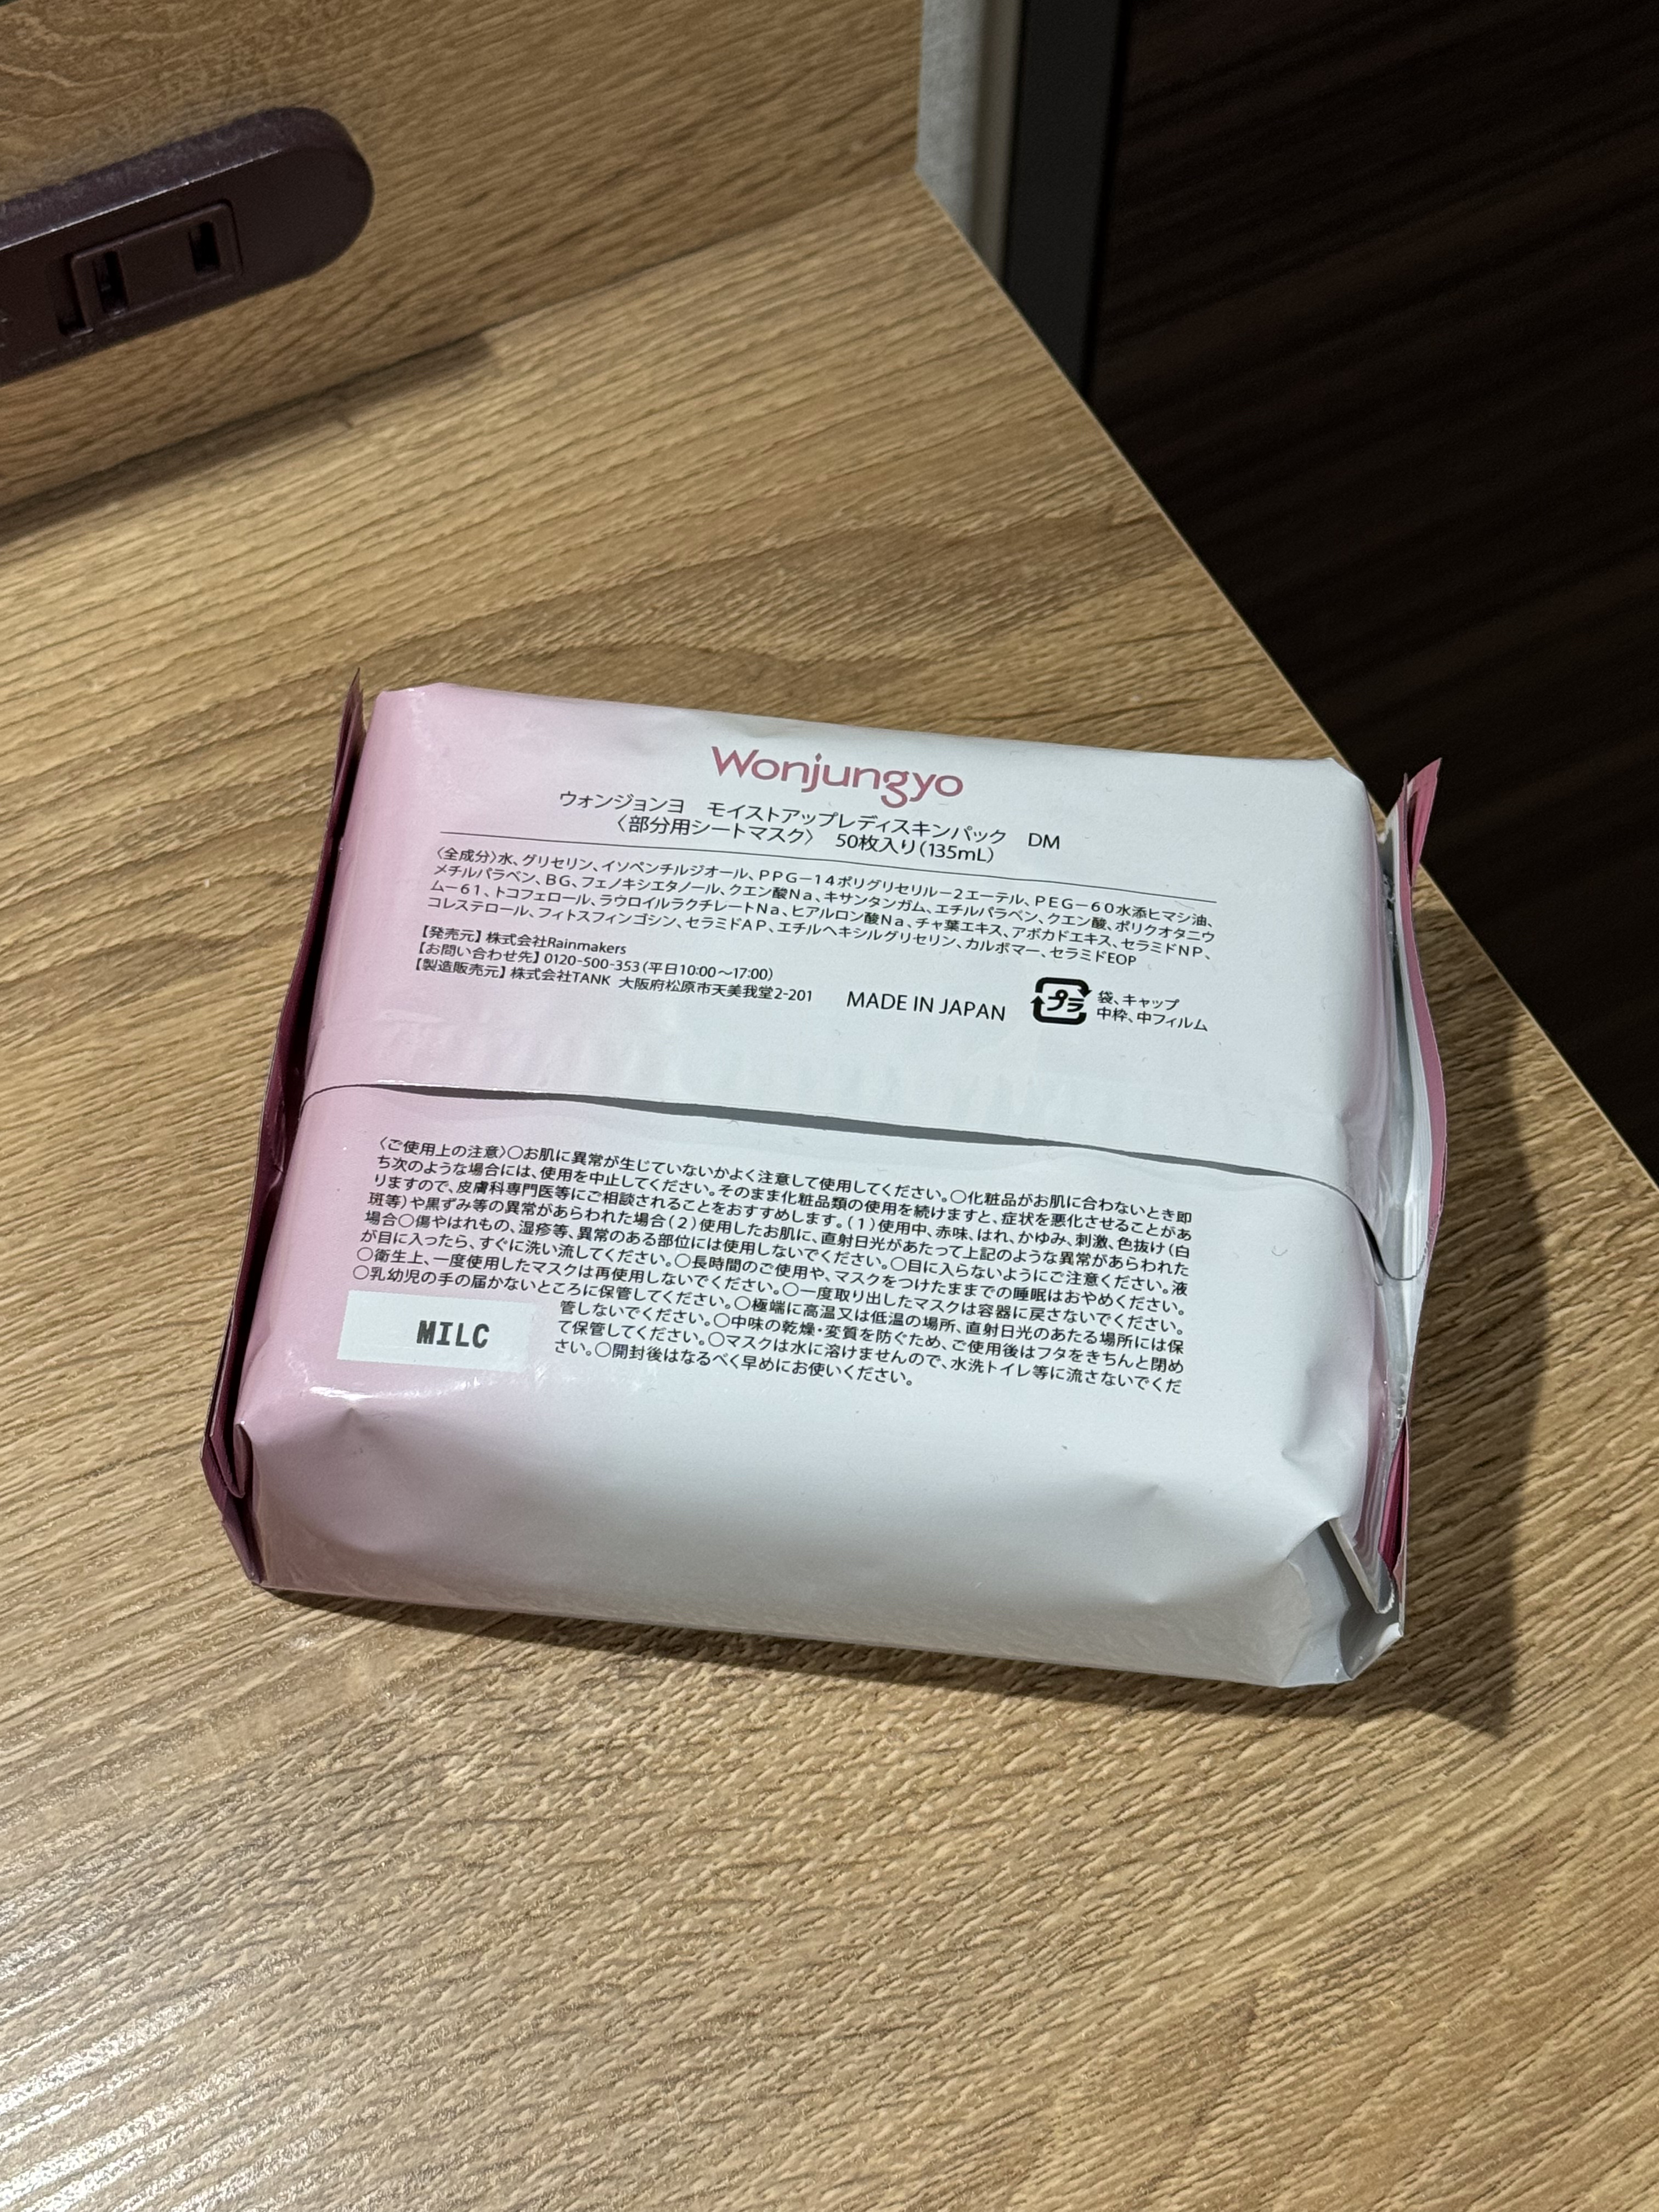 Wonjungyo
ウォンジョンヨ　モイストアップレディスキンパック　DM
〈部分用シートマスク〉　50枚入り（135mL）
〈全成分〉水、グリセリン、イソペンチルジオール、PPG－14ポリグリセリル－2エーテル、PEG－60水添ヒマシ油、
メチルパラベン、BG、フェノキシエタノール、クエン酸Na、キサンタンガム、エチルパラベン、クエン酸、ポリクオタニウ
ム－61、トコフェロール、ラウロイルラクチレートNa、ヒアルロン酸Na、チャ葉エキス、アボカドエキス、セラミドNP、
コレステロール、フィトスフィンゴシン、セラミドAP、エチルヘキシルグリセリン、カルボマー、セラミドEOP
【発売元】株式会社Rainmakers
【お問い合わせ先】0120-500-353（平日10:00～17:00）
【製造販売元】株式会社TANK 大阪府松原市天美我堂2-201
MADE IN JAPAN
プラ
袋、キャップ
中枠、中フィルム
〈ご使用上の注意〉○お肌に異常が生じていないかよく注意して使用してください。○化粧品がお肌に合わないとき即
ち次のような場合には、使用を中止してください。そのまま化粧品類の使用を続けますと、症状を悪化させることがあ
りますので、皮膚科専門医等にご相談されることをおすすめします。（1）使用中、赤味、はれ、かゆみ、刺激、色抜け（白
斑等）や黒ずみ等の異常があらわれた場合（2）使用したお肌に、直射日光があたって上記のような異常があらわれた
場合○傷やはれもの、湿疹等、異常のある部位には使用しないでください。○目に入らないようにご注意ください。液
が目に入ったら、すぐに洗い流してください。○長時間のご使用や、マスクをつけたままでの睡眠はおやめください。
○衛生上、一度使用したマスクは再使用しないでください。○一度取り出したマスクは容器に戻さないでください。
○乳幼児の手の届かないところに保管してください。○極端に高温又は低温の場所、直射日光のあたる場所には保
管しないでください。○中味の乾燥・変質を防ぐため、ご使用後はフタをきちんと閉め
て保管してください。○マスクは水に溶けませんので、水洗トイレ等に流さないでくだ
さい。○開封後はなるべく早めにお使いください。
MILC